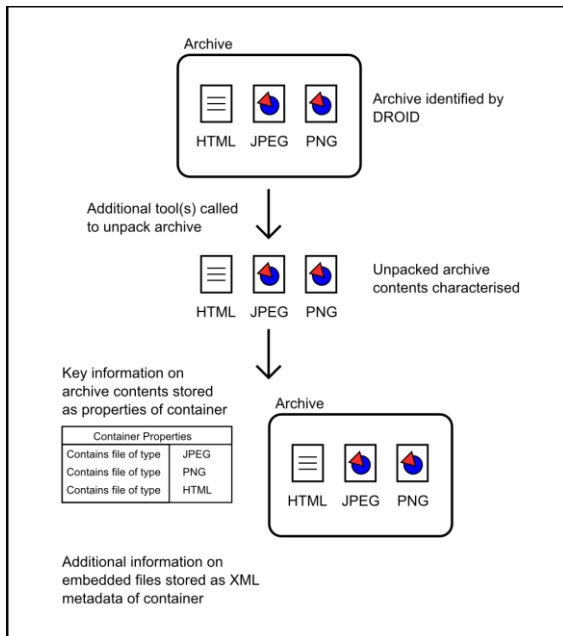 Archive
HTML JPEG PNG
Archive identified by
DROID
Additional tool(s) called
to unpack archive
HTML JPEG PNG
Unpacked archive
contents characterised
Key information on
archive contents stored
as properties of container
Container Properties
Contains file of type JPEG
Contains file of type PNG
Contains file of type HTML
Archive
HTML JPEG PNG
Additional information on
embedded files stored as XML
metadata of container